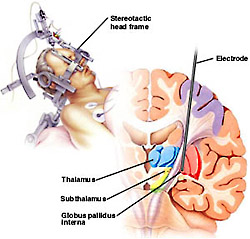 Stereotactic
head frame
Electrode
Thalamus
Subthalamus
Globus pallidus
interna